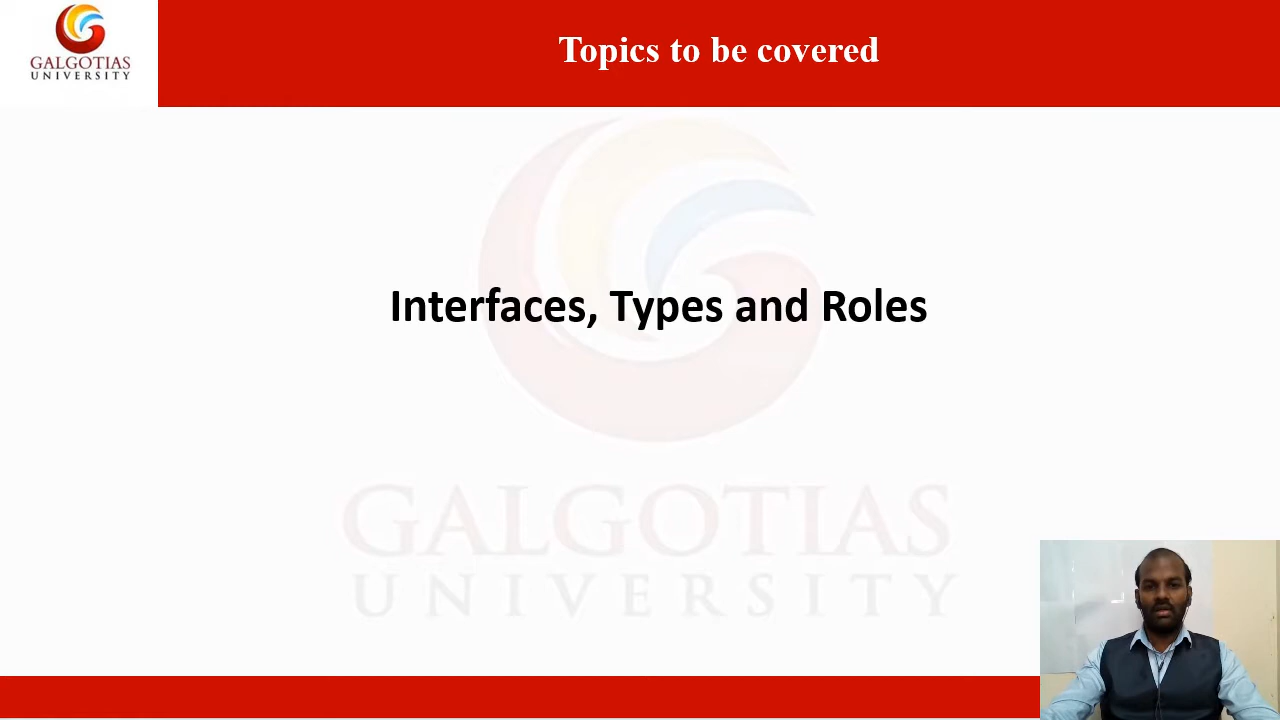 GALGOTIAS
UNIVERSITY
Topics to be covered
Interfaces, Types and Roles
GALGOTIAS
UNIVERSITY